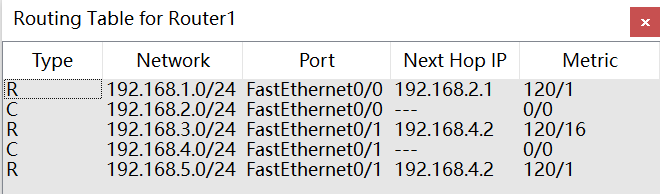 Routing Table for Router1
x
Type Network Port Next Hop IP Metric
R 192.168.1.0/24 FastEthernet0/0 192.168.2.1 120/1
C 192.168.2.0/24 FastEthernet0/0 --- 0/0
R 192.168.3.0/24 FastEthernet0/1 192.168.4.2 120/16
C 192.168.4.0/24 FastEthernet0/1 --- 0/0
R 192.168.5.0/24 FastEthernet0/1 192.168.4.2 120/1